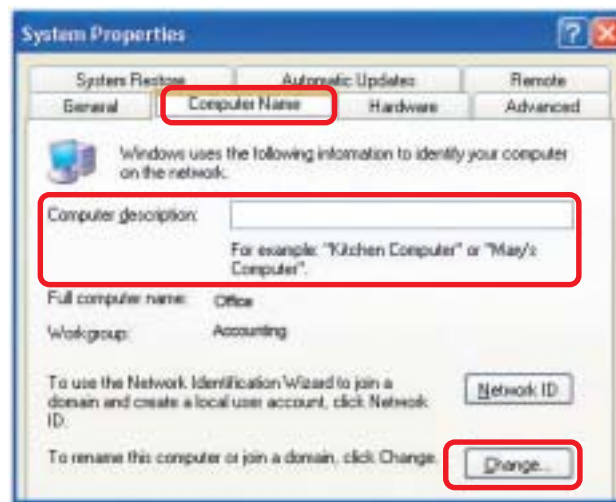 System Properties
System Restore
Automatic Updates
Remote
General
Computer Name
Hardware
Advanced
Windows uses the following information to identify your computer
on the network.
Computer description:
For example: "Kitchen Computer" or "Mary's
Computer".
Full computer name:
Office
Workgroup:
Accounting
To use the Network Identification Wizard to join a
domain and create a local user account, click Network
ID.
Network ID
To rename this computer or join a domain, click Change.
Change...